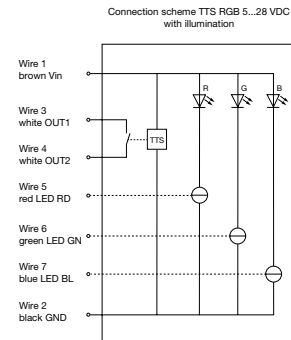 Connection scheme TTS RGB 5...28 VDC
with illumination
Wire 1
brown Vin
R
G
B
Wire 3
white OUT1
TTS
Wire 4
white OUT2
Wire 5
red LED RD
Wire 6
green LED GN
Wire 7
blue LED BL
Wire 2
black GND